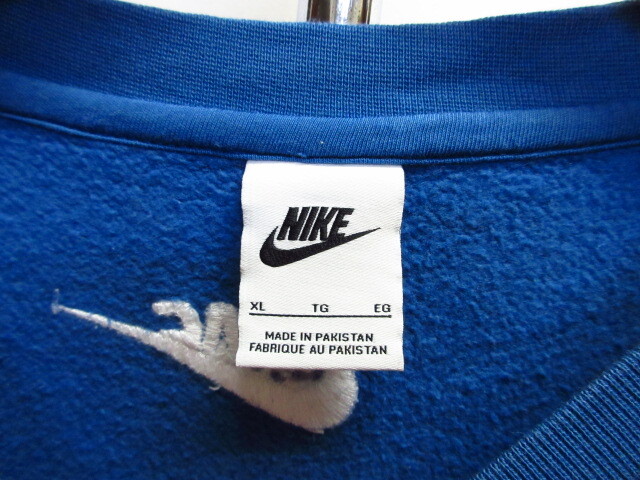 NIKE
XL TG EG
MADE IN PAKISTAN
FABRIQUE AU PAKISTAN